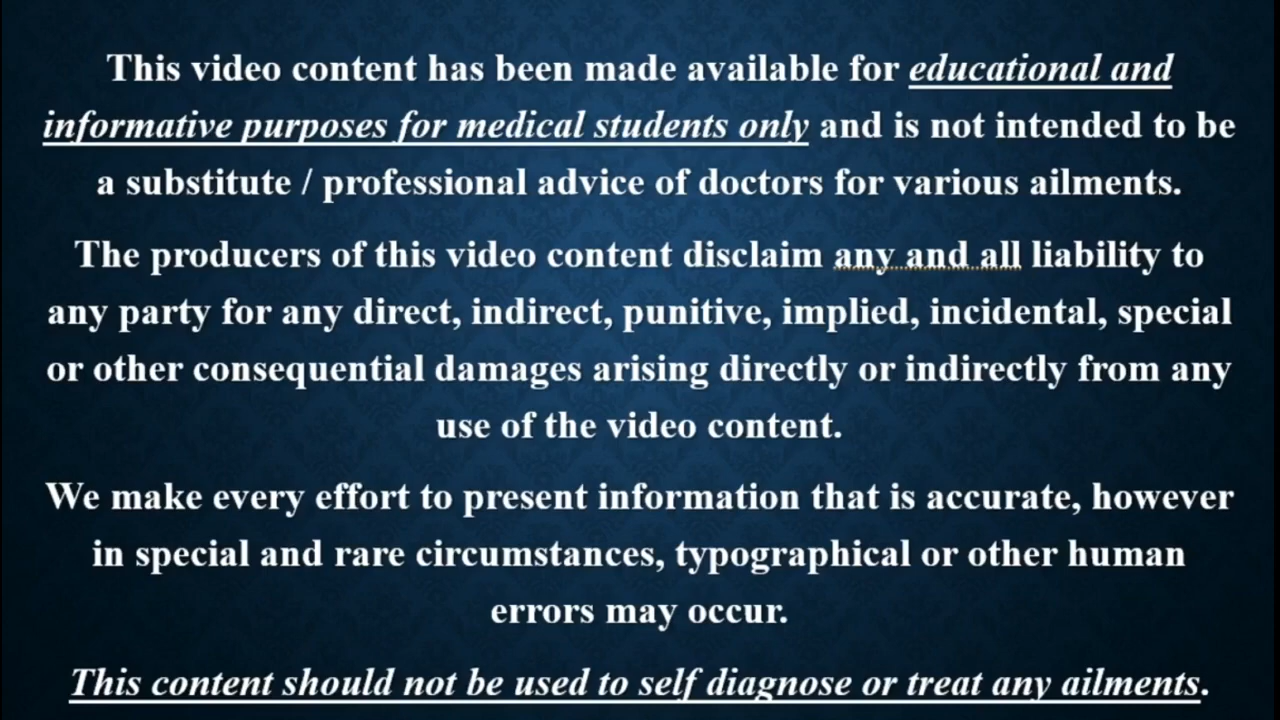 This video content has been made available for educational and
informative purposes for medical students only and is not intended to be
a substitute / professional advice of doctors for various ailments.
The producers of this video content disclaim any and all liability to
any party for any direct, indirect, punitive, implied, incidental, special
or other consequential damages arising directly or indirectly from any
use of the video content.
We make every effort to present information that is accurate, however
in special and rare circumstances, typographical or other human
errors may occur.
This content should not be used to self diagnose or treat any ailments.